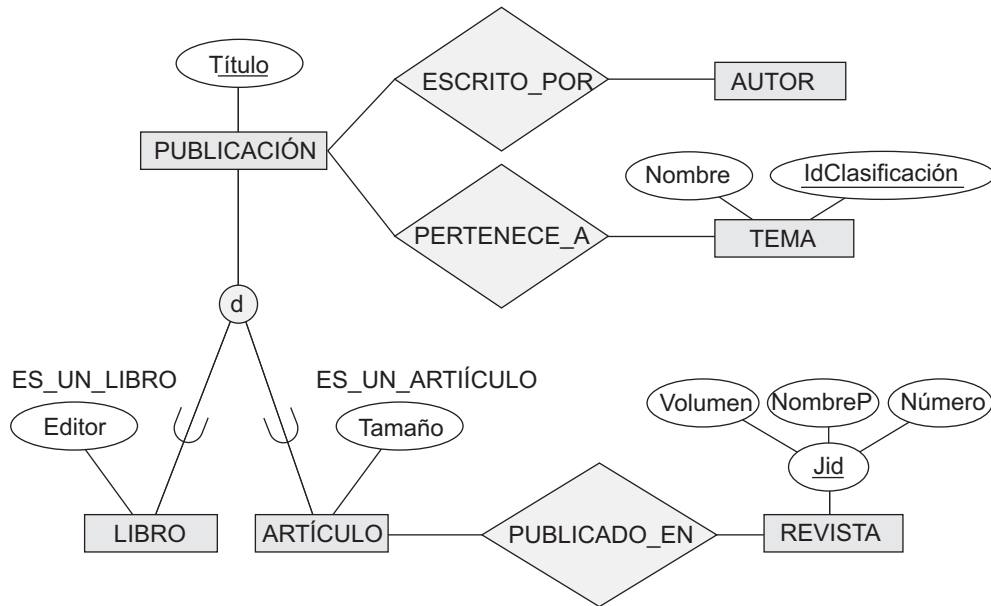 Título
ESCRITO_POR
AUTOR
PUBLICACIÓN
Nombre
IdClasificación
PERTENECE_A
TEMA
d
ES_UN_LIBRO
ES_UN_ARTIÍCULO
Editor
Tamaño
Volumen
NombreP
Número
Jid
LIBRO
ARTÍCULO
PUBLICADO_EN
REVISTA